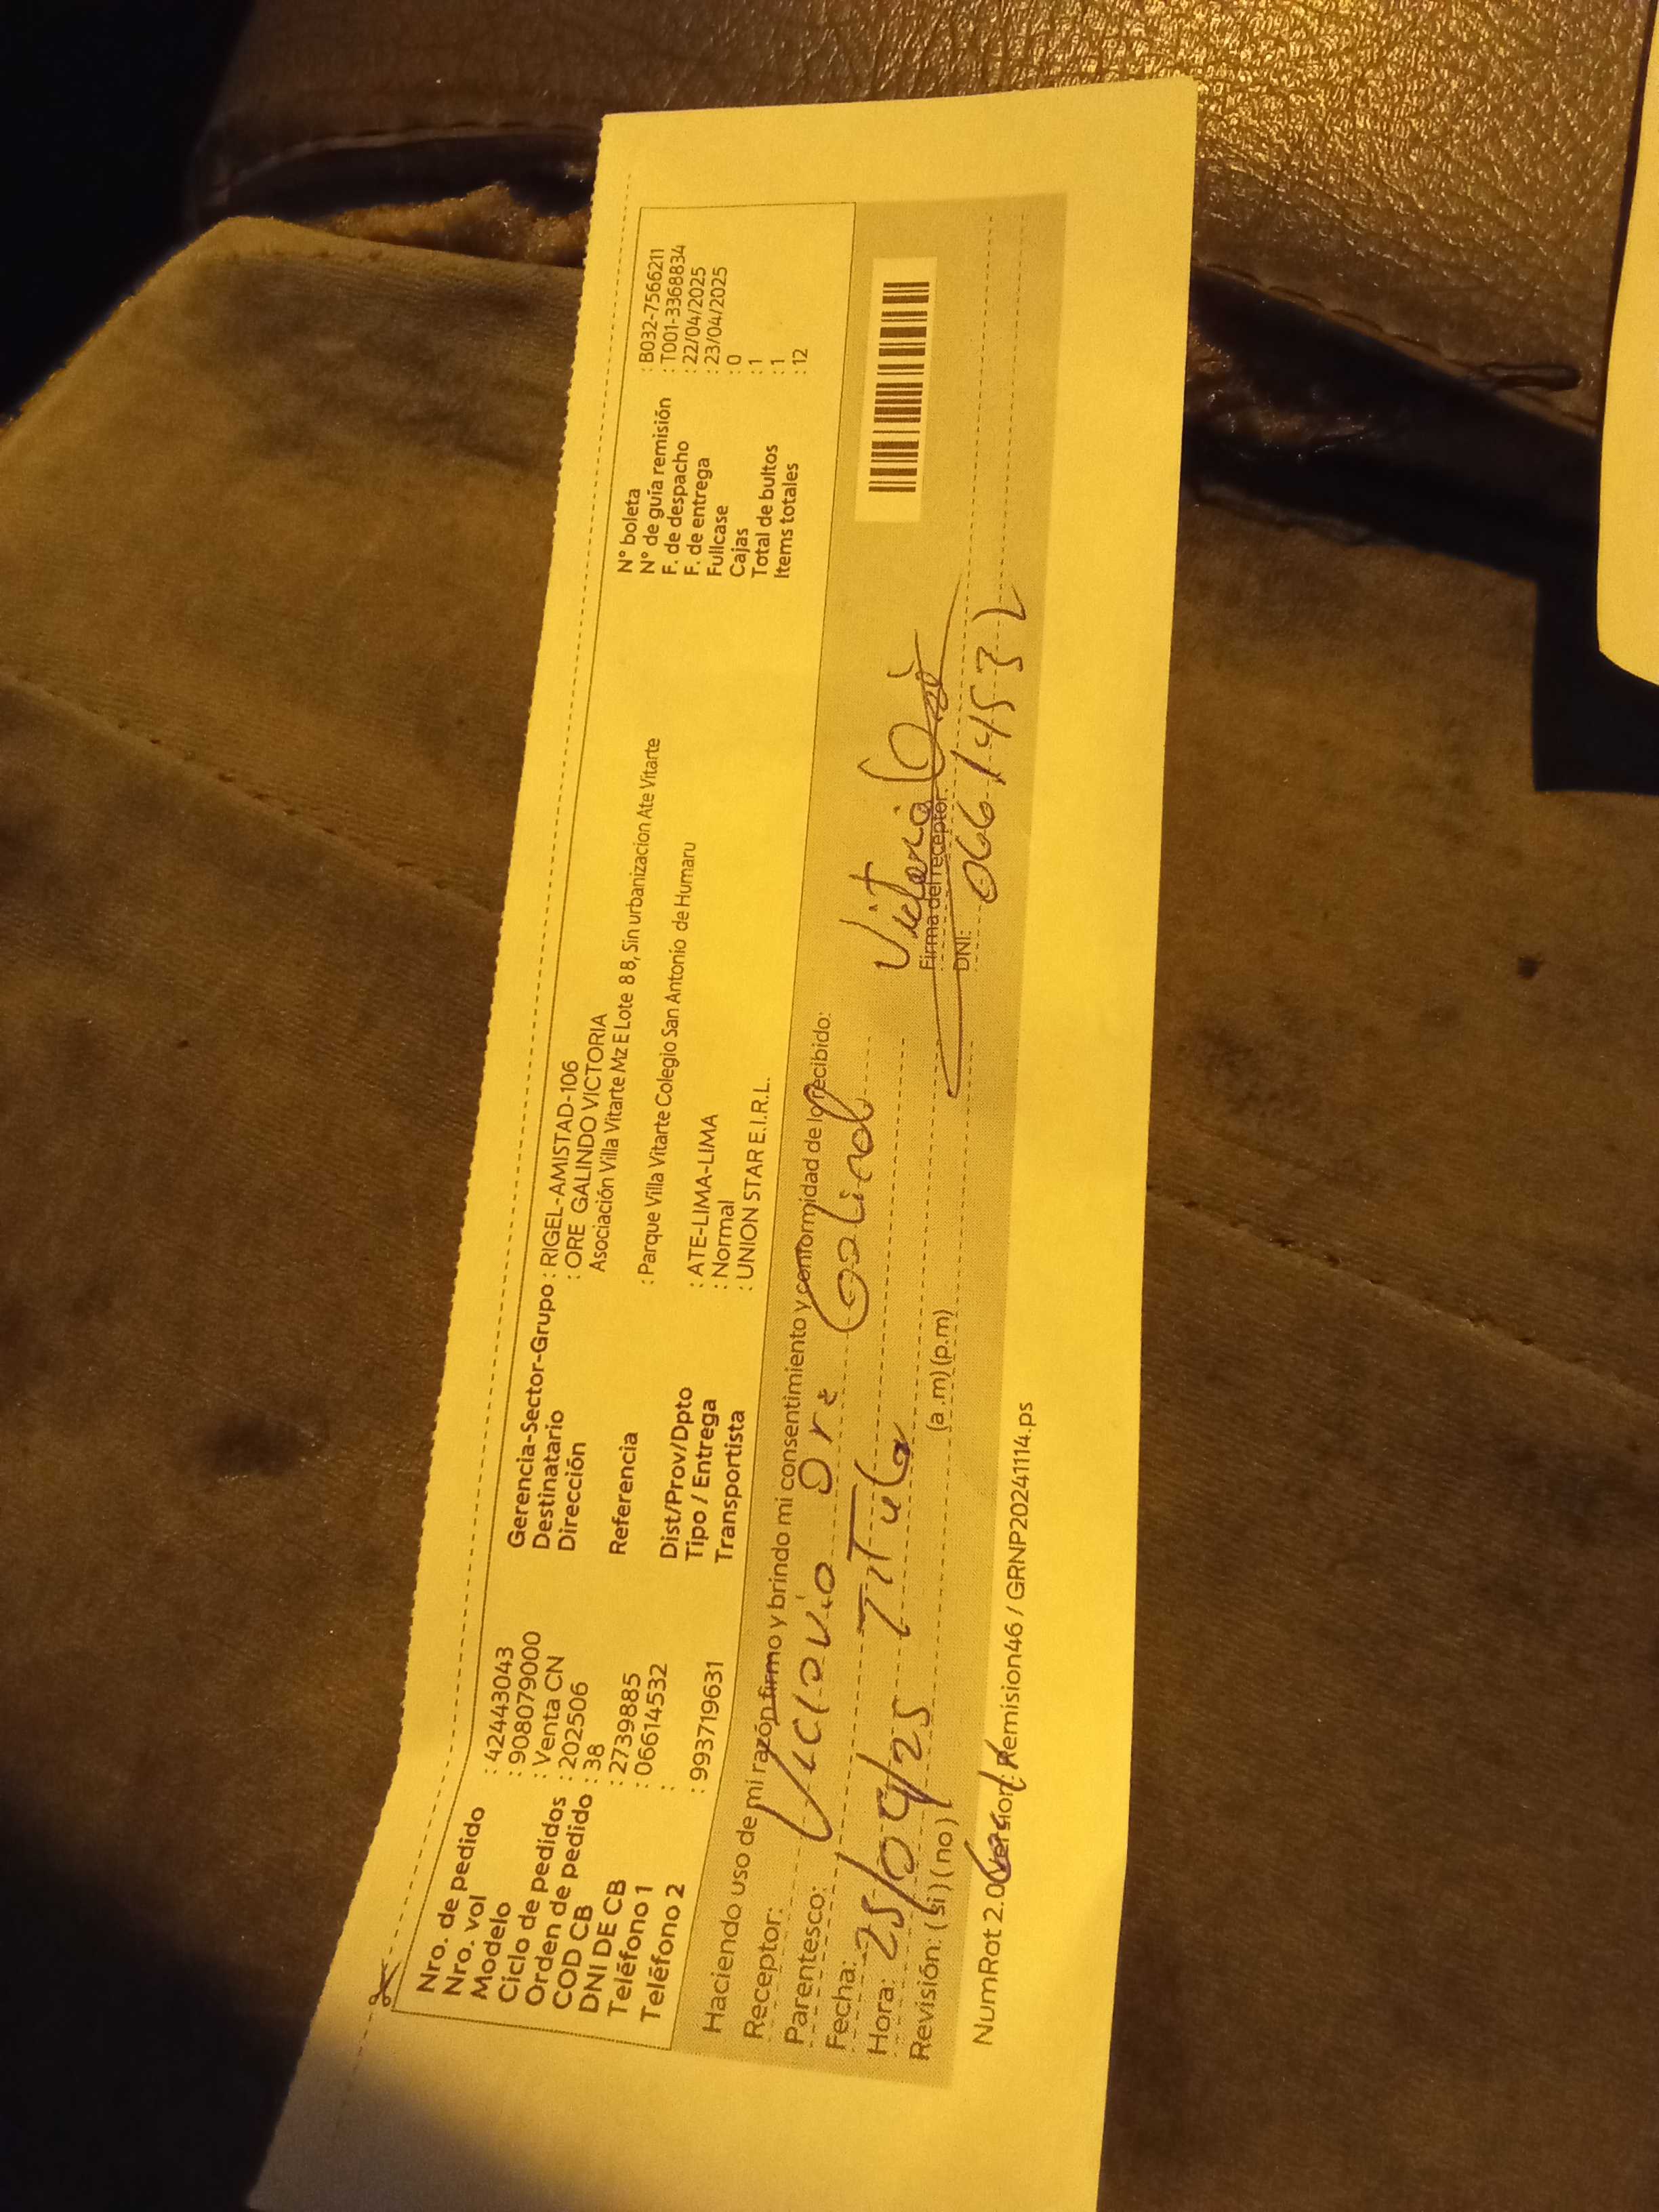 Nro. de pedido : 42443043
Nro. vol : 908079000
Modelo : Venta CN
Ciclo de pedidos : 202506
Orden de pedido : 38
COD CB : 2739885
DNI DE CB : 06614532
Teléfono 1 :
Teléfono 2 : 993719631
Gerencia-Sector-Grupo : RIGEL-AMISTAD-106
Destinatario : ORE GALINDO VICTORIA
Dirección Asociación Villa Vitarte Mz E Lote 8 8, Sin urbanizacion Ate Vitarte
Referencia : Parque Villa Vitarte Colegio San Antonio de Humaru
Dist/Prov/Dpto : ATE-LIMA-LIMA
Tipo / Entrega : Normal
Transportista : UNION STAR E.I.R.L.
N° boleta : B032-7566211
N° de guía remisión : T001-3368834
F. de despacho : 22/04/2025
F. de entrega : 23/04/2025
Fullcase : 0
Cajas : 1
Total de bultos : 1
Items totales : 12
Haciendo uso de mi razón firmo y brindo mi consentimiento y conformidad de lo recibido:
Receptor: Ore Galindo
Parentesco: TiTulo
Fecha: 25/04/25
Hora: (a .m) (p.m)
Revisión: (si) (no)
Victoria Ore
Firma del receptor:
DNI: 06614532
NumRot 2.0 Version: Remision46 / GRNP20241114.ps